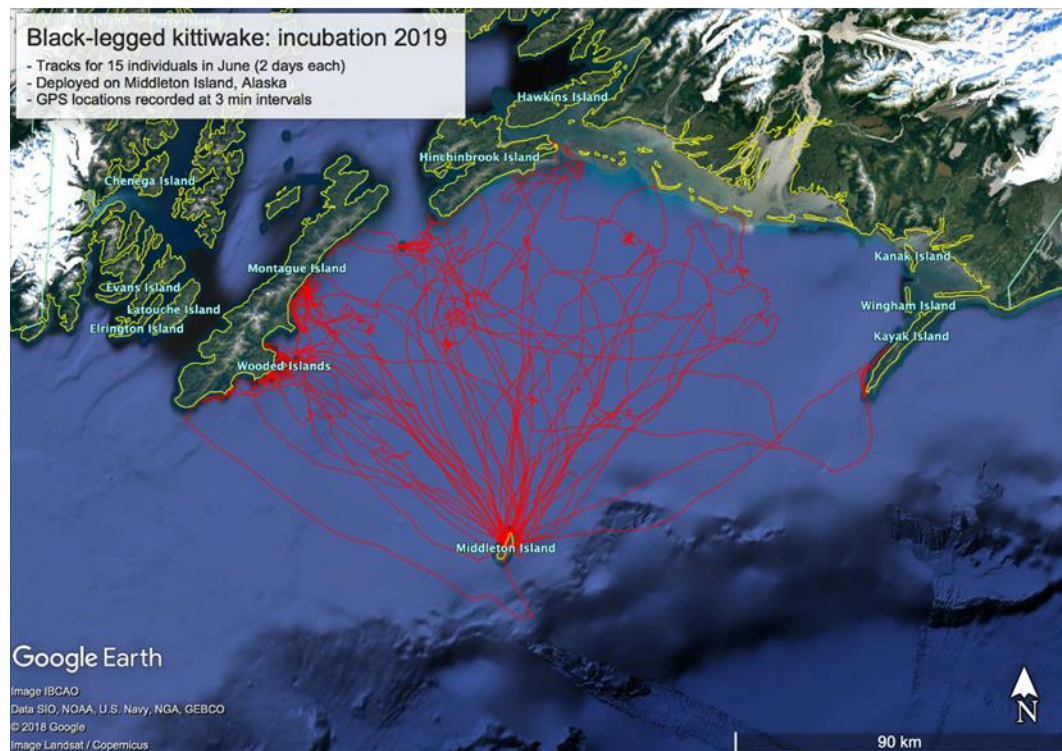 Black-legged kittiwake: incubation 2019
- Tracks for 15 individuals in June (2 days each)
- Deployed on Middleton Island, Alaska
- GPS locations recorded at 3 min intervals
Hawkins Island
Hinchinbrook Island
Chenega Island
Montague Island
Kanak Island
Evans Island
Latouche Island
Wingham Island
Elrington Island
Kayak Island
Wooded Islands
Middleton Island
Google Earth
Image IBCAO
Data SIO, NOAA, U.S. Navy, NGA, GEBCO
© 2018 Google
Image Landsat / Copernicus
N
90 km